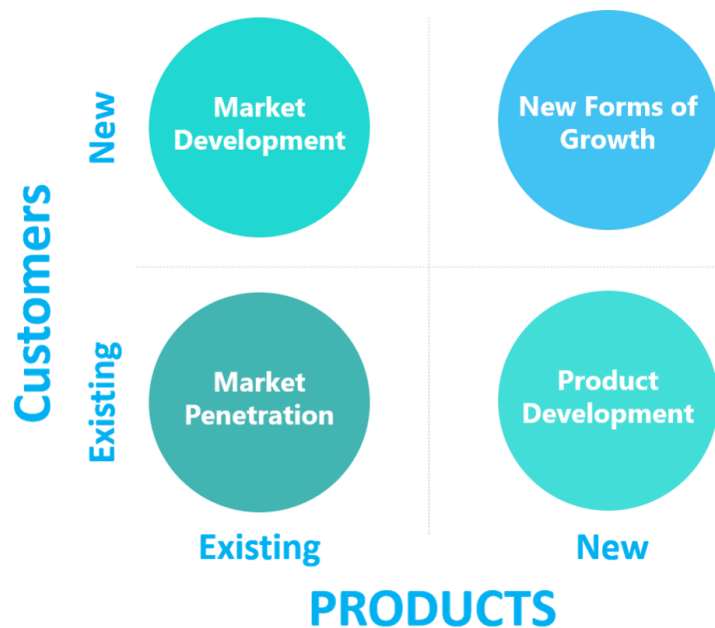 New
Market
Development
New Forms of
Growth
Customers
Existing
Market
Penetration
Product
Development
Existing
New
PRODUCTS